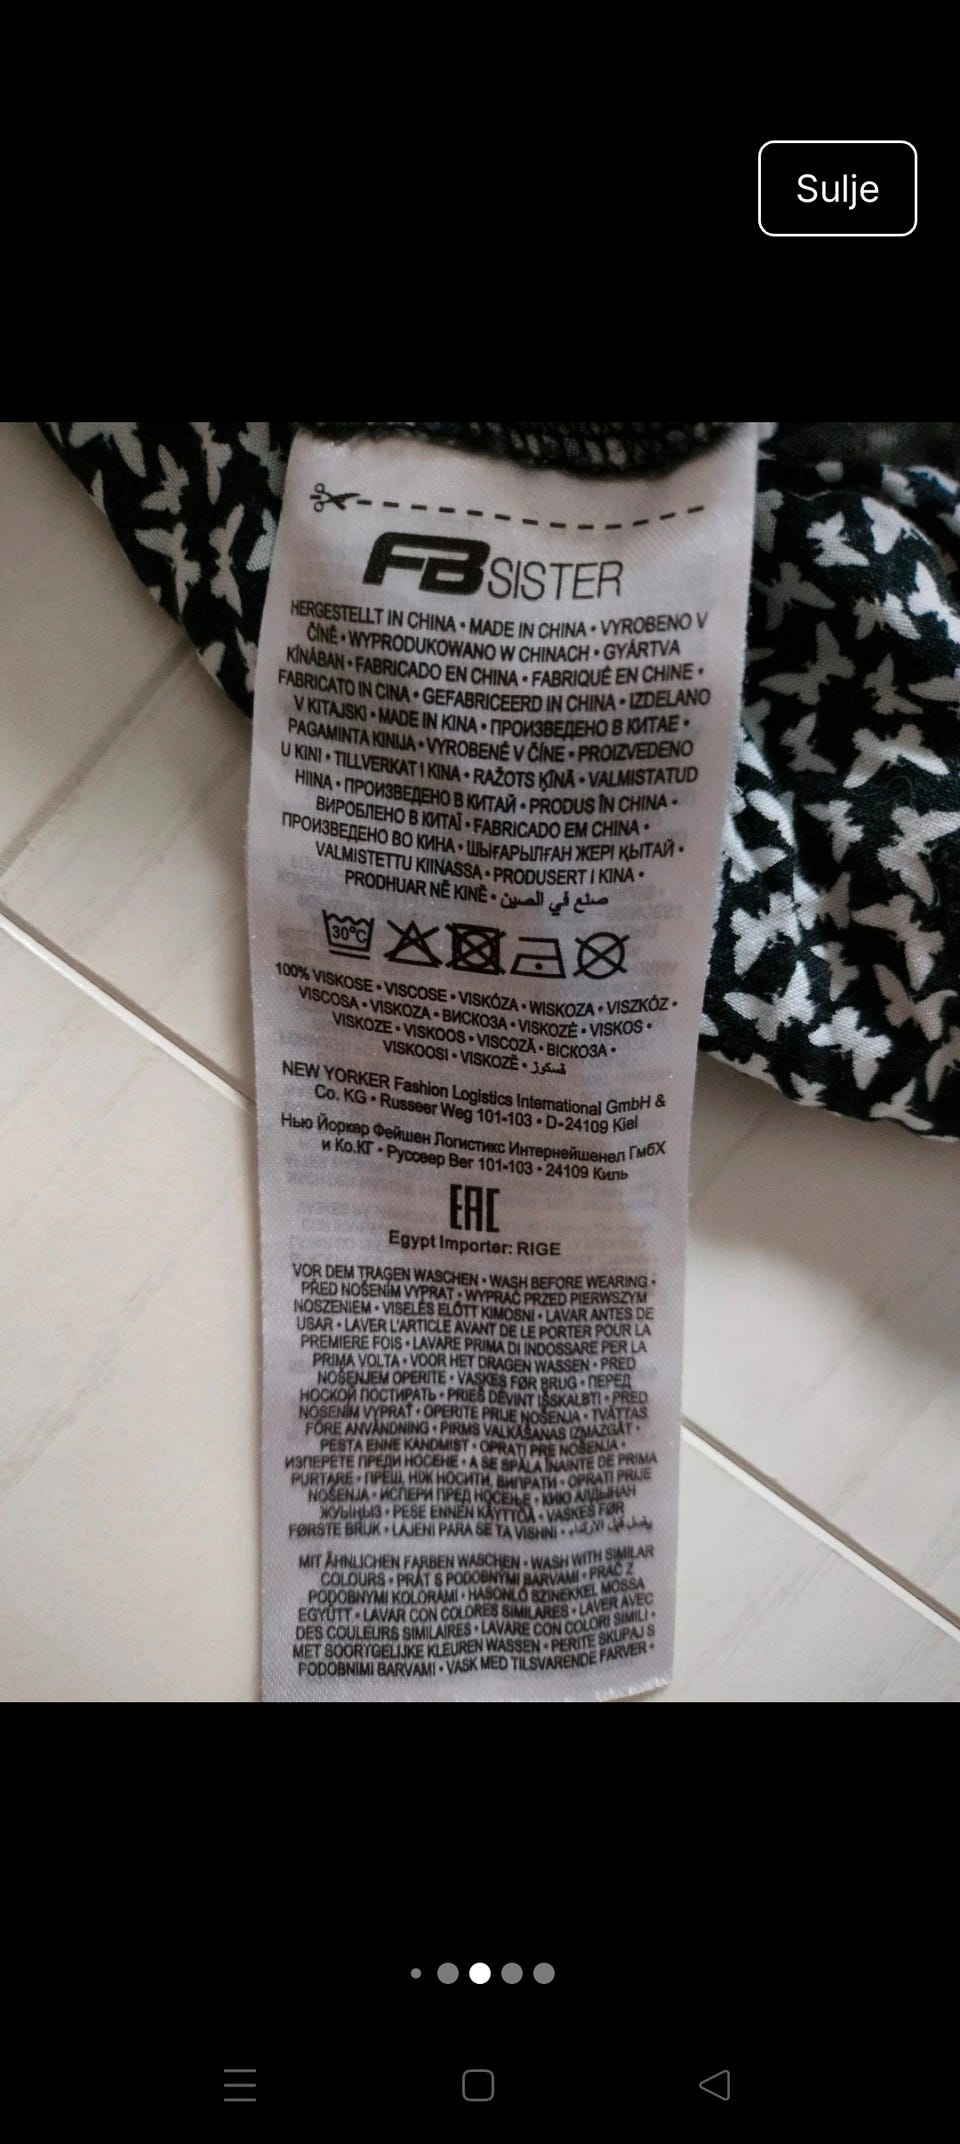 Sulje
FB SISTER
HERGESTELLT IN CHINA • MADE IN CHINA • VYROBENO V
ČÍNĚ • WYPRODUKOWANO W CHINACH • GYÁRTVA
KÍNÁBAN • FABRICADO EN CHINA • FABRIQUÉ EN CHINE •
FABRICATO IN CINA • GEFABRICEERD IN CHINA • IZDELANO
V KITAJSKI • MADE IN KINA • ПРОИЗВЕДЕНО В КИТАЕ •
PAGAMINTA KINIJA • VYROBENÉ V ČÍNE • PROIZVEDENO
U KINI • TILLVERKAT I KINA • RAŽOTS ĶĪNĀ • VALMISTATUD
HIINA • ПРОИЗВЕДЕНО В КИТАЙ • PRODUS ÎN CHINA •
ВИРОБЛЕНО В КИТАЇ • FABRICADO EM CHINA •
ПРОИЗВЕДЕНО ВО КИНА • ШЫҒАРЫЛҒАН ЖЕРІ ҚЫТАЙ •
VALMISTETTU KIINASSA • PRODUSERT I KINA •
PRODHUAR NË KINË • صنع في الصين
30°C
100% VISKOSE • VISCOSE • VISKÓZA • WISKOZA • VISZKÓZ •
VISCOSA • VISKOZA • ВИСКОЗА • VISKOZĖ • VISKOS •
VISKOZE • VISKOOS • VISCOZĂ • ВІСКОЗА •
VISKOOSI • VISKOZË • فسكوز
NEW YORKER Fashion Logistics International GmbH &
Co. KG • Russeer Weg 101-103 • D-24109 Kiel
Нью Йоркер Фейшен Логистикс Интернейшенел ГмбХ
и Ко.КГ • Руссеер Вег 101-103 • 24109 Киль
EAC
Egypt Importer: RIGE
VOR DEM TRAGEN WASCHEN • WASH BEFORE WEARING •
PŘED NOŠENÍM VYPRAT • WYPRAĆ PRZED PIERWSZYM
NOSZENIEM • VISELÉS ELŐTT KIMOSNI • LAVAR ANTES DE
USAR • LAVER L'ARTICLE AVANT DE LE PORTER POUR LA
PREMIERE FOIS • LAVARE PRIMA DI INDOSSARE PER LA
PRIMA VOLTA • VOOR HET DRAGEN WASSEN • PRED
NOŠENJEM OPERITE • VASKES FØR BRUG • ПЕРЕД
НОСКОЙ ПОСТИРАТЬ • PRIEŠ DĖVINT IŠSKALBTI • PRED
NOSENÍM VYPRAŤ • OPERITE PRIJE NOŠENJA • TVÄTTAS
FÖRE ANVÄNDNING • PIRMS VALKĀŠANAS IZMAZGĀT •
PESTA ENNE KANDMIST • OPRATI PRE NOŠENJA •
ИЗПЕРЕТЕ ПРЕДИ НОСЕНЕ • A SE SPĂLA ÎNAINTE DE PRIMA
PURTARE • ПРЕШ, НІЖ НОСИТИ, ВИПРАТИ • OPRATI PRIJE
NOŠENJA • ИСПЕРИ ПРЕД НОСЕЊЕ • КИЮ АЛДЫНАН
ЖУЫҢЫЗ • PESE ENNEN KÄYTTÖÄ • VASKES FØR
FØRSTE BRUK • LAJENI PARA SE TA VISHNI •
MIT ÄHNLICHEN FARBEN WASCHEN • WASH WITH SIMILAR
COLOURS • PRÁT S PODOBNÝMI BARVAMI • PRAĆ Z
PODOBNYMI KOLORAMI • HASONLÓ SZINEKKEL MOSSA
EGYÜTT • LAVAR CON COLORES SIMILARES • LAVER AVEC
DES COULEURS SIMILAIRES • LAVARE CON COLORI SIMILI •
MET SOORTGELIJKE KLEUREN WASSEN • PERITE SKUPAJ S
PODOBNIMI BARVAMI • VASK MED TILSVARENDE FARVER •